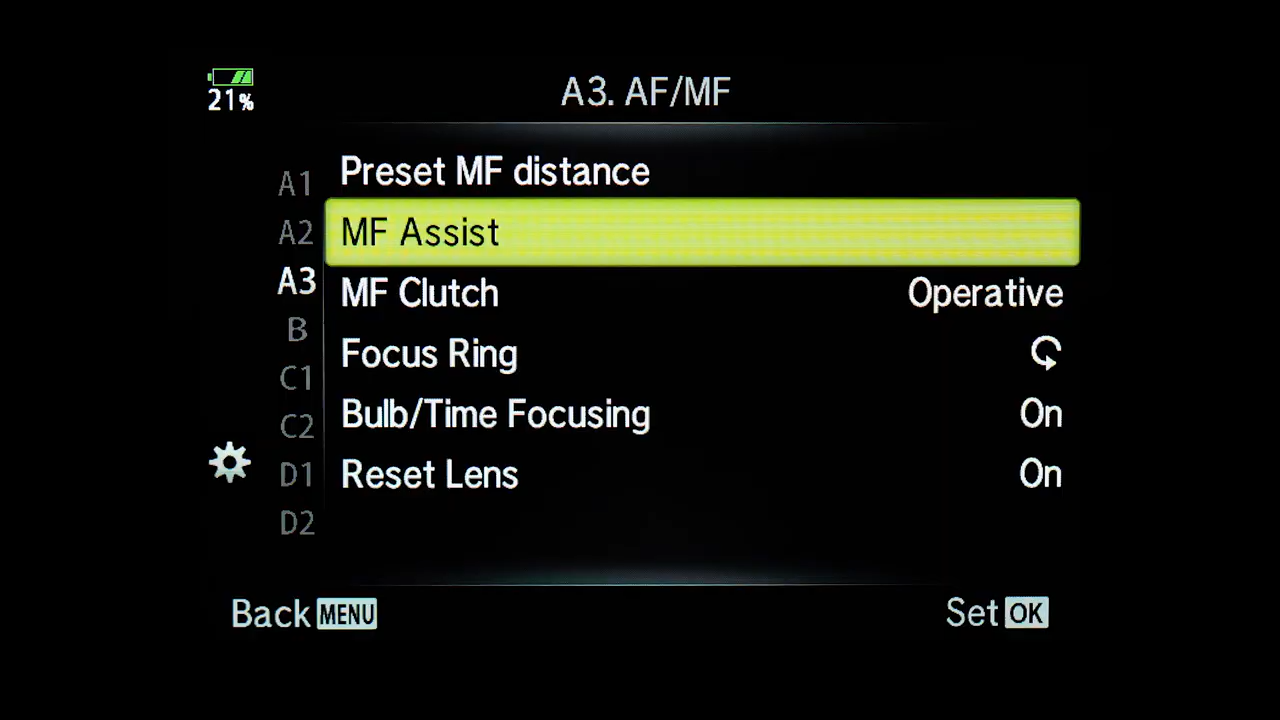 21%
A3. AF/MF
A1
A2
A3
B
C1
C2
D1
D2
Preset MF distance
MF Assist
MF Clutch Operative
Focus Ring
Bulb/Time Focusing On
Reset Lens On
Back MENU
Set OK